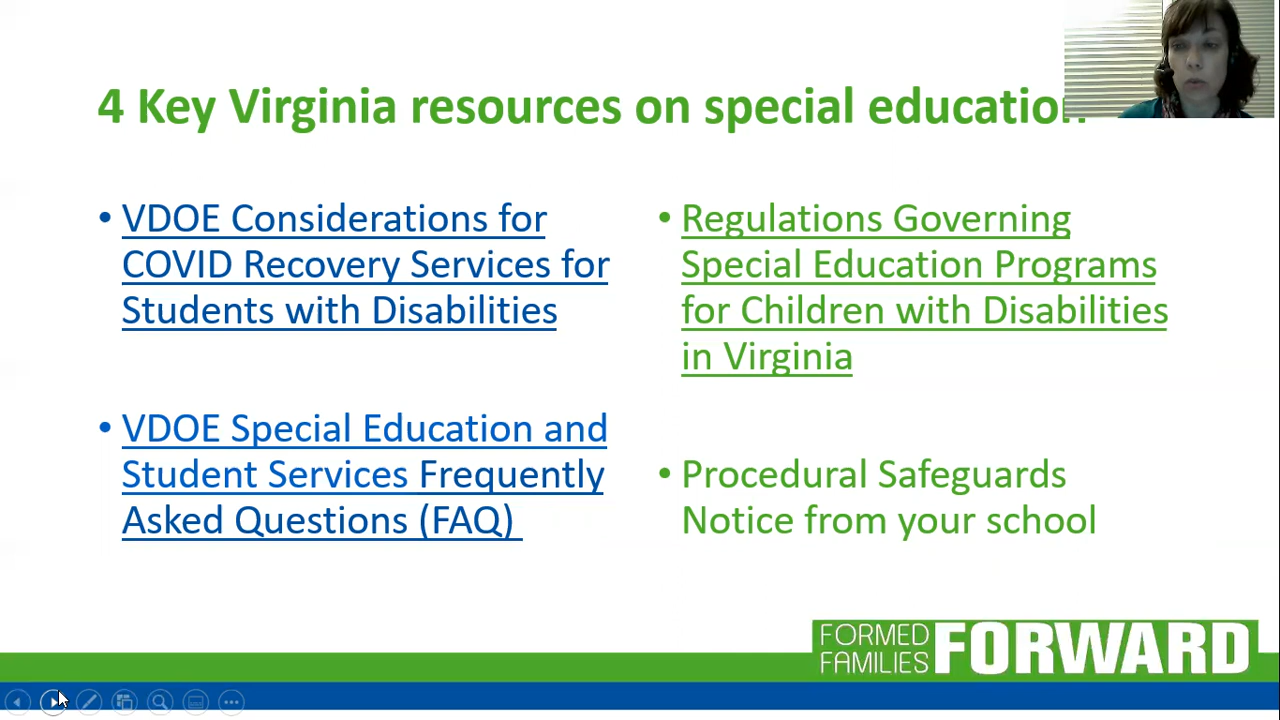 4 Key Virginia resources on special education
• VDOE Considerations for
COVID Recovery Services for
Students with Disabilities
• VDOE Special Education and
Student Services Frequently
Asked Questions (FAQ)
• Regulations Governing
Special Education Programs
for Children with Disabilities
in Virginia
• Procedural Safeguards
Notice from your school
FORMED
FAMILIES
FORWARD